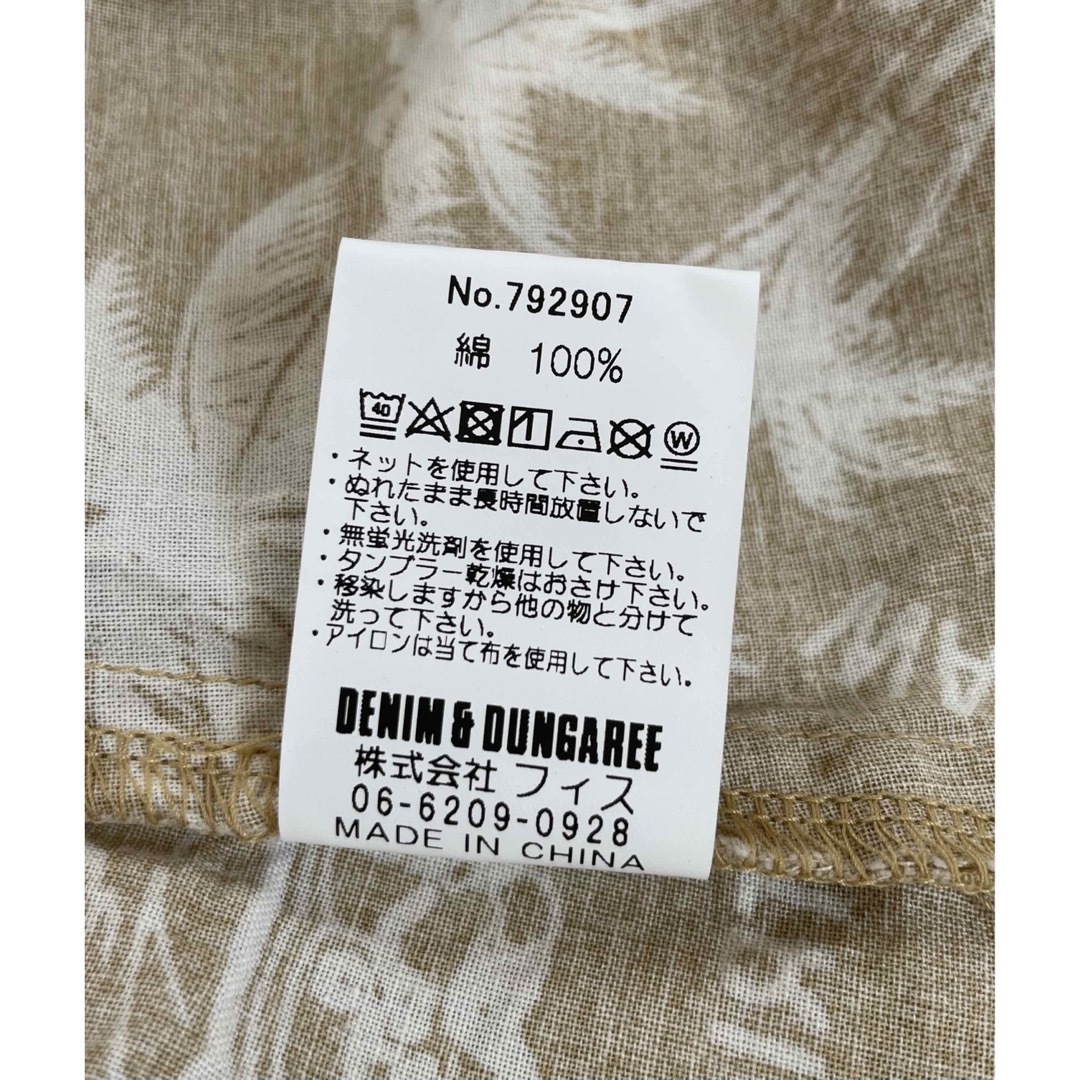 No.792907
綿 100%
40
W
・ネットを使用して下さい。
・ぬれたまま長時間放置しないで
下さい。
・無蛍光洗剤を使用して下さい。
・タンブラー乾燥はおさけ下さい。
・移染しますから他の物と分けて
洗って下さい。
・アイロンは当て布を使用して下さい。
DENIM & DUNGAREE
株式会社 フィス
06-6209-0928
MADE IN CHINA